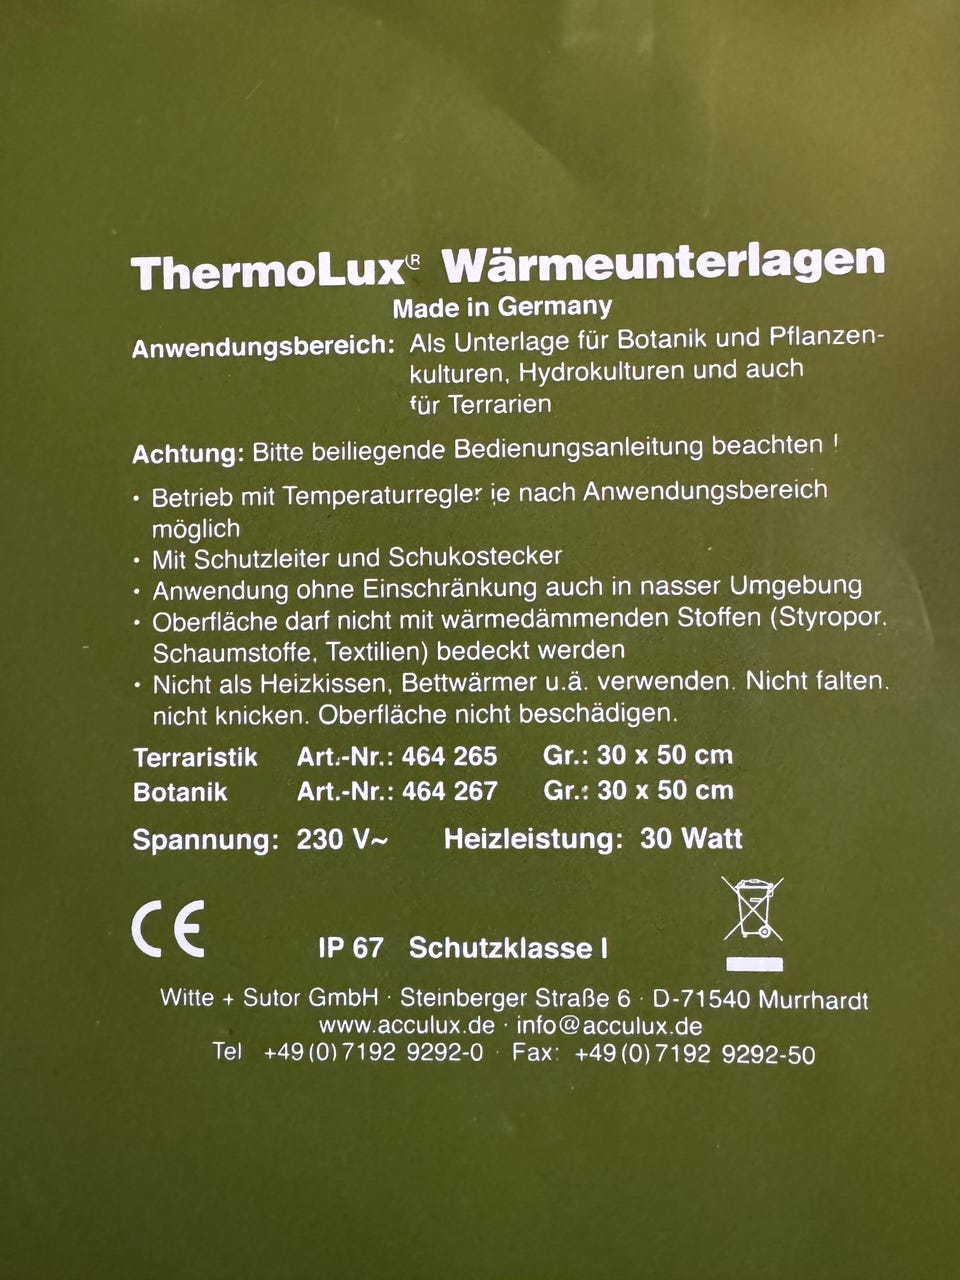 ThermoLux® Wärmeunterlagen
Made in Germany
Anwendungsbereich: Als Unterlage für Botanik und Pflanzen-
kulturen, Hydrokulturen und auch
für Terrarien
Achtung: Bitte beiliegende Bedienungsanleitung beachten !
• Betrieb mit Temperaturregler je nach Anwendungsbereich
möglich
• Mit Schutzleiter und Schukostecker
• Anwendung ohne Einschränkung auch in nasser Umgebung
• Oberfläche darf nicht mit wärmedämmenden Stoffen (Styropor,
Schaumstoffe, Textilien) bedeckt werden
• Nicht als Heizkissen, Bettwärmer u.ä. verwenden. Nicht falten,
nicht knicken. Oberfläche nicht beschädigen.
Terraristik Art.-Nr.: 464 265 Gr.: 30 x 50 cm
Botanik Art.-Nr.: 464 267 Gr.: 30 x 50 cm
Spannung: 230 V~ Heizleistung: 30 Watt
CE
IP 67 Schutzklasse I
Witte + Sutor GmbH · Steinberger Straße 6 · D-71540 Murrhardt
www.acculux.de · info@acculux.de
Tel +49(0)7192 9292-0 · Fax: +49(0)7192 9292-50